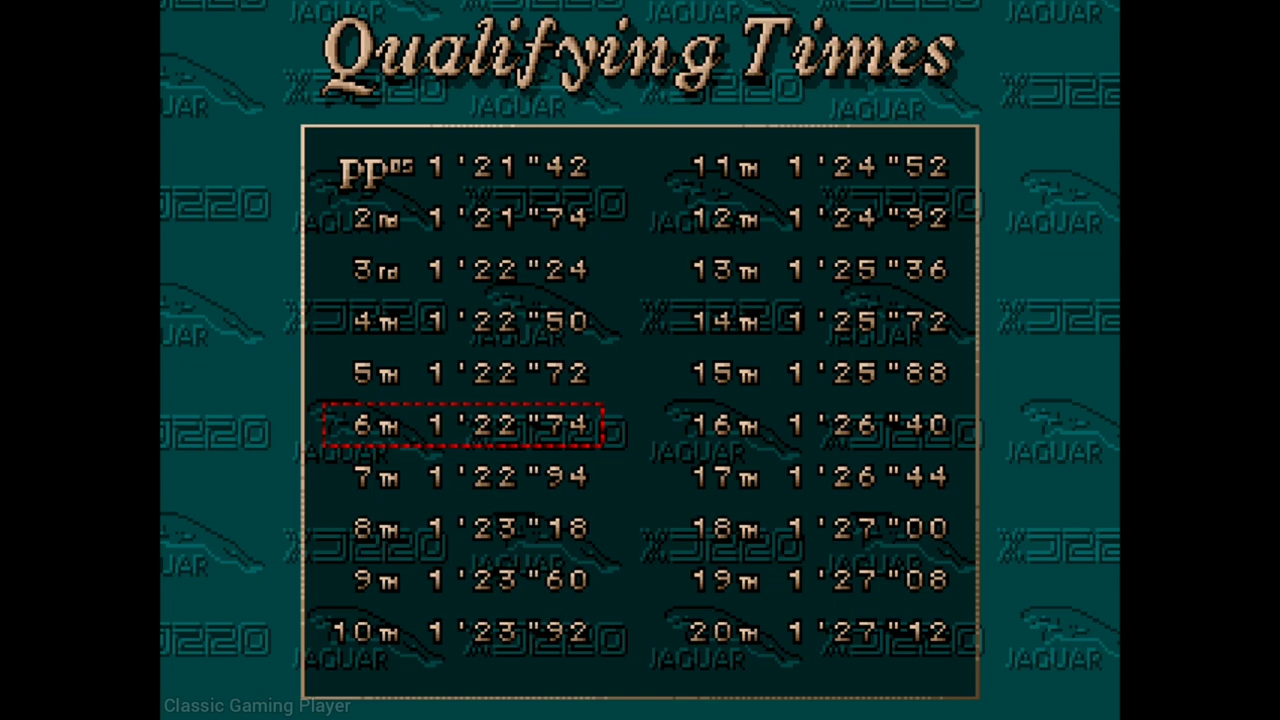 Qualifying Times
PPos 1'21"42 11TH 1'24"52
2nd 1'21"74 12TH 1'24"92
3rd 1'22"24 13TH 1'25"36
4TH 1'22"50 14TH 1'25"72
5TH 1'22"72 15TH 1'25"88
6TH 1'22"74 16TH 1'26"40
7TH 1'22"94 17TH 1'26"44
8TH 1'23"18 18TH 1'27"00
9TH 1'23"60 19TH 1'27"08
10TH 1'23"92 20TH 1'27"12
XJ220
JAGUAR
Classic Gaming Player